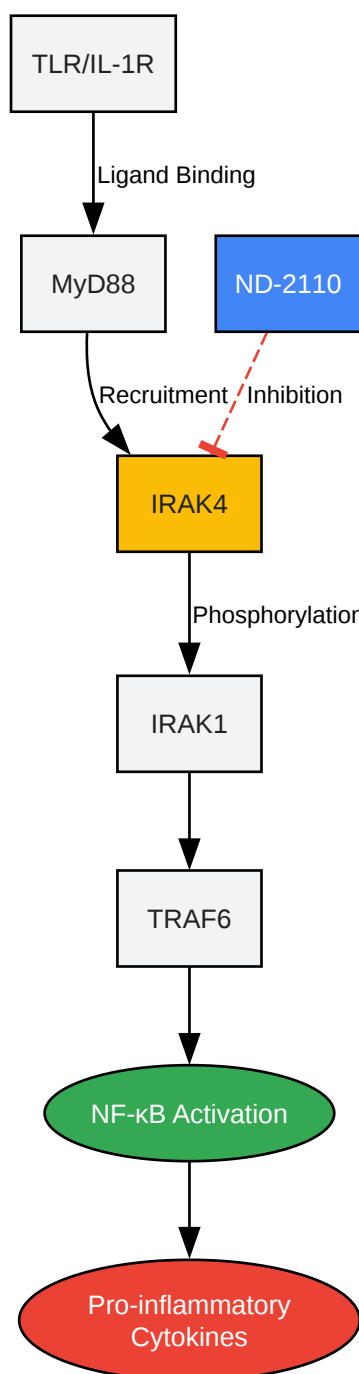 TLR/IL-1R
Ligand Binding
MyD88
ND-2110
Recruitment
Inhibition
IRAK4
Phosphorylation
IRAK1
TRAF6
NF-κB Activation
Pro-inflammatory
Cytokines